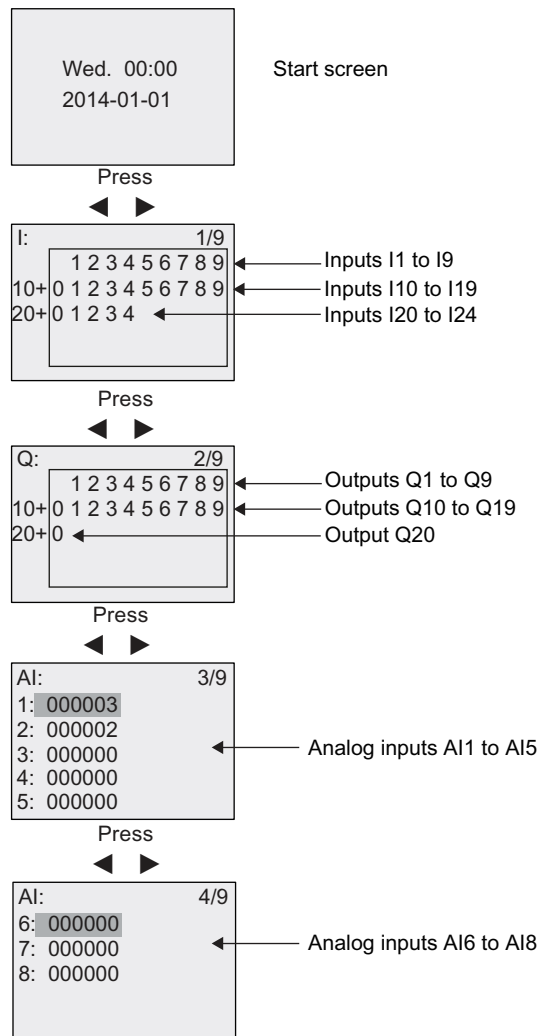 Wed. 00:00 Start screen
2014-01-01
Press
I: 1/9
1 2 3 4 5 6 7 8 9 Inputs I1 to I9
10+ 0 1 2 3 4 5 6 7 8 9 Inputs I10 to I19
20+ 0 1 2 3 4 Inputs I20 to I24
Press
Q: 2/9
1 2 3 4 5 6 7 8 9 Outputs Q1 to Q9
10+ 0 1 2 3 4 5 6 7 8 9 Outputs Q10 to Q19
20+ 0 Output Q20
Press
AI: 3/9
1: 000003
2: 000002
3: 000000 Analog inputs AI1 to AI5
4: 000000
5: 000000
Press
AI: 4/9
6: 000000
7: 000000 Analog inputs AI6 to AI8
8: 000000